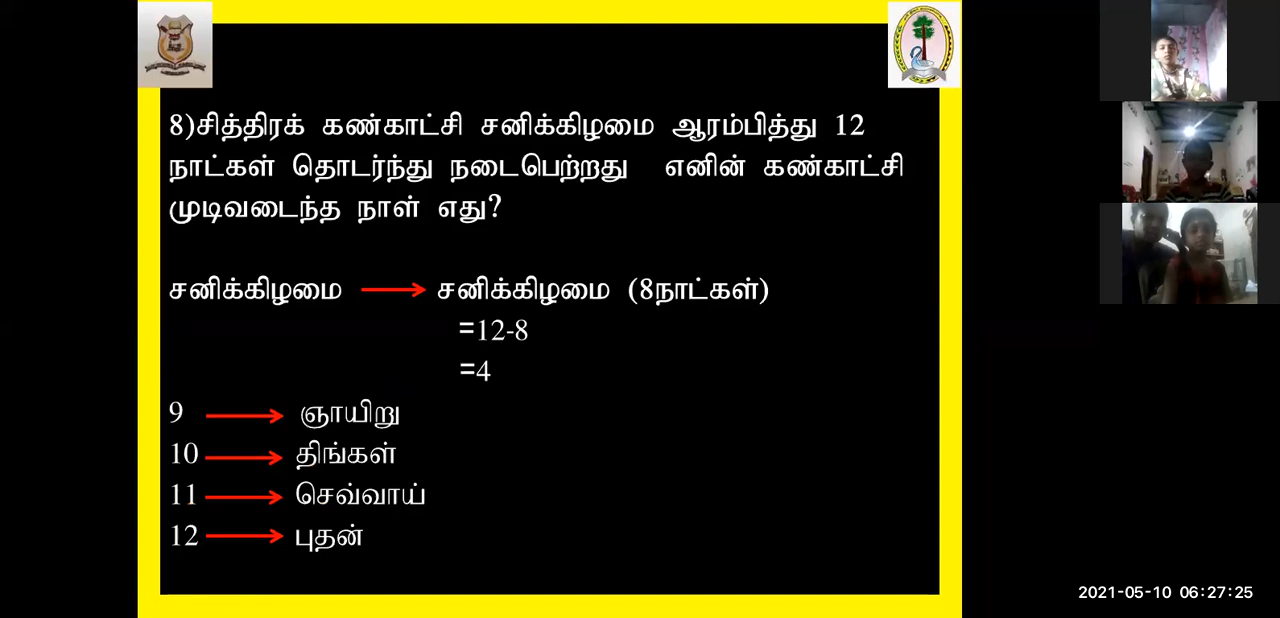 8)சித்திரக் கண்காட்சி சனிக்கிழமை ஆரம்பித்து 12
நாட்கள் தொடர்ந்து நடைபெற்றது எனின் கண்காட்சி
முடிவடைந்த நாள் எது?
சனிக்கிழமை → சனிக்கிழமை (8நாட்கள்)
=12-8
=4
9 → ஞாயிறு
10 → திங்கள்
11 → செவ்வாய்
12 → புதன்
2021-05-10 06:27:25